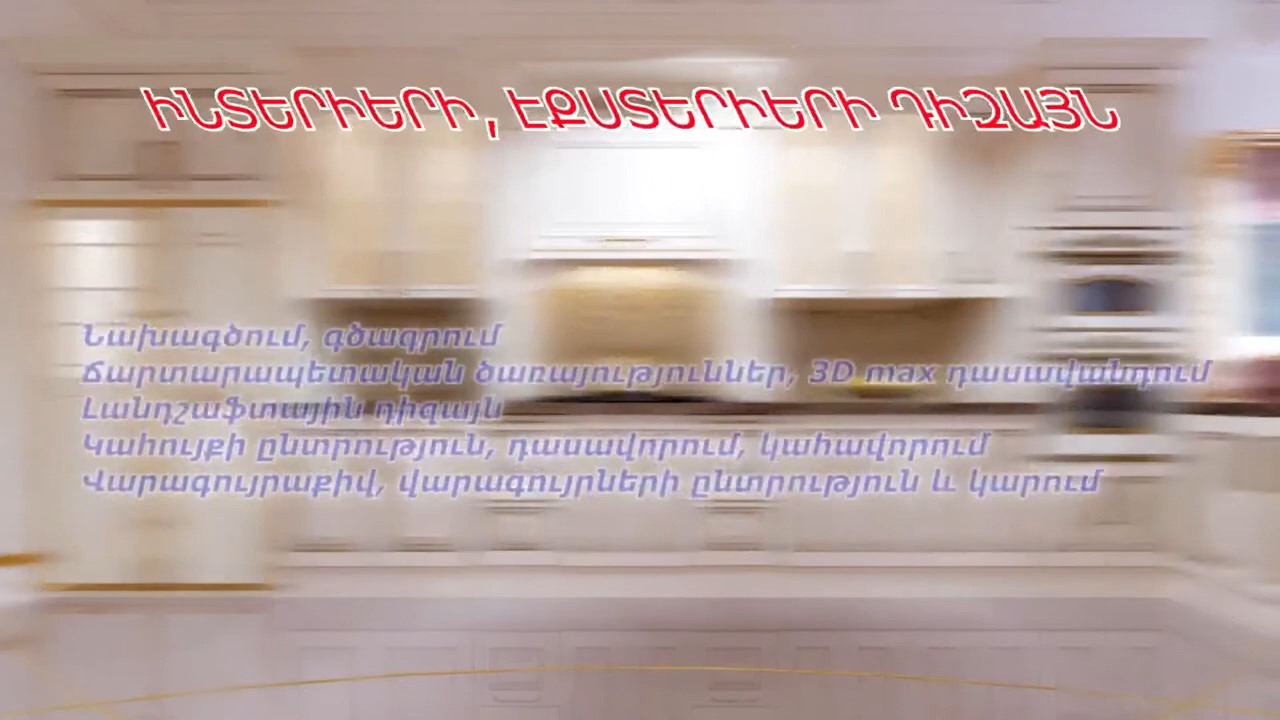 ԻՆՏԵՐԻԵՐԻ, ԷՔՍՏԵՐԻԵՐԻ ԴԻԶԱՅՆ
Նախագծում, գծագրում
Ճարտարապետական ծառայություններ, 3D max դասավանդում
Լանդշաֆտային դիզայն
Կահույքի ընտրություն, դասավորում, կահավորում
Վարագույրաքիվ, վարագույրների ընտրություն և կարում